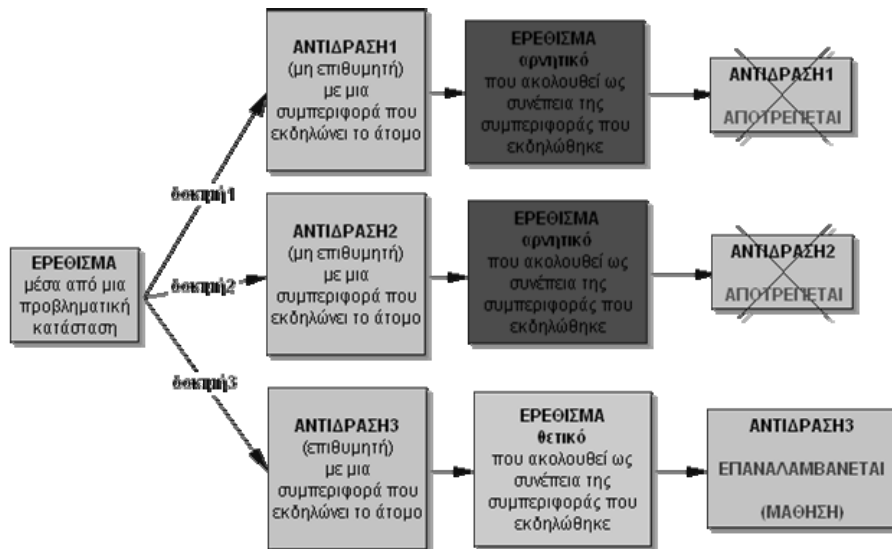 ΑΝΤΙΔΡΑΣΗ1
(μη επιθυμητή)
με μια
συμπεριφορά που
εκδηλώνει το άτομο
ΕΡΕΘΙΣΜΑ
αρνητικό
που ακολουθεί ως
συνέπεια της
συμπεριφοράς που
εκδηλώθηκε
ΑΝΤΙΔΡΑΣΗ1
ΑΠΟΤΡΕΠΕΤΑΙ
δοκιμή1
ΕΡΕΘΙΣΜΑ
μέσα από μια
προβληματική
κατάσταση
δοκιμή2
ΑΝΤΙΔΡΑΣΗ2
(μη επιθυμητή)
με μια
συμπεριφορά που
εκδηλώνει το άτομο
ΕΡΕΘΙΣΜΑ
αρνητικό
που ακολουθεί ως
συνέπεια της
συμπεριφοράς που
εκδηλώθηκε
ΑΝΤΙΔΡΑΣΗ2
ΑΠΟΤΡΕΠΕΤΑΙ
δοκιμή3
ΑΝΤΙΔΡΑΣΗ3
(επιθυμητή)
με μια
συμπεριφορά που
εκδηλώνει το άτομο
ΕΡΕΘΙΣΜΑ
θετικό
που ακολουθεί ως
συνέπεια της
συμπεριφοράς που
εκδηλώθηκε
ΑΝΤΙΔΡΑΣΗ3
ΕΠΑΝΑΛΑΜΒΑΝΕΤΑΙ
(ΜΑΘΗΣΗ)